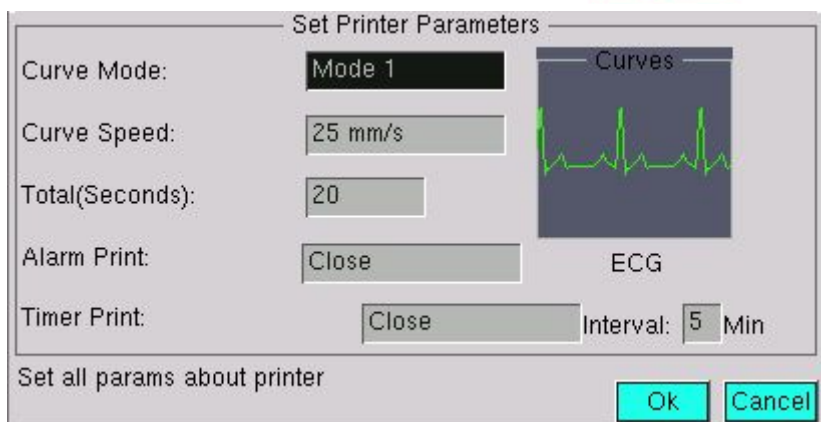 Set Printer Parameters
Curve Mode: Mode 1
Curves
Curve Speed: 25 mm/s
Total(Seconds): 20
Alarm Print: Close
ECG
Timer Print: Close Interval: 5 Min
Set all params about printer
Ok Cancel